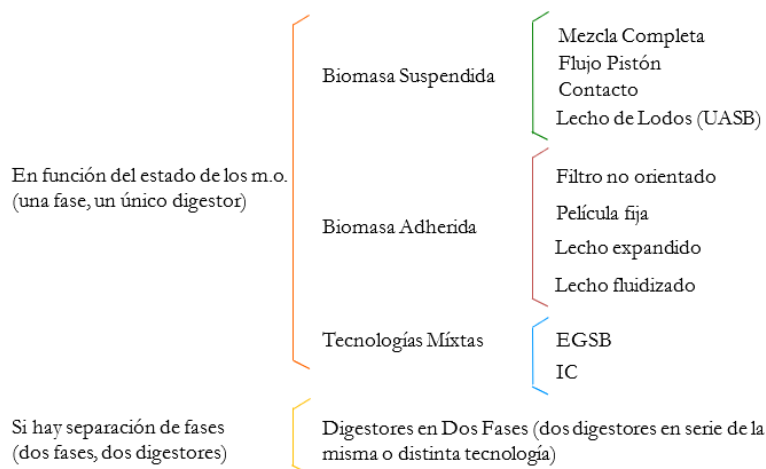 En función del estado de los m.o.
(una fase, un único digestor)
Biomasa Suspendida
Mezcla Completa
Flujo Pistón
Contacto
Lecho de Lodos (UASB)
Biomasa Adherida
Filtro no orientado
Película fija
Lecho expandido
Lecho fluidizado
Tecnologías Míxtas
EGSB
IC
Si hay separación de fases
(dos fases, dos digestores)
Digestores en Dos Fases (dos digestores en serie de la
misma o distinta tecnología)